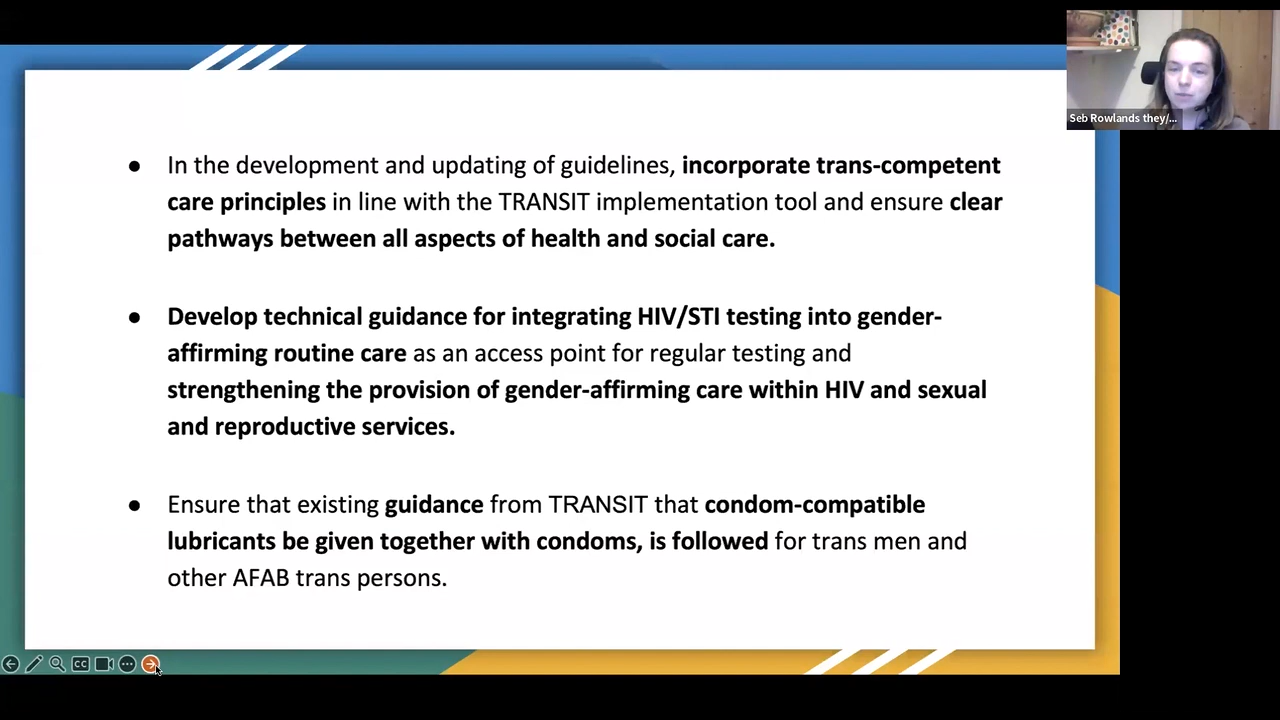 Seb Rowlands they/...
● In the development and updating of guidelines, incorporate trans-competent
care principles in line with the TRANSIT implementation tool and ensure clear
pathways between all aspects of health and social care.
● Develop technical guidance for integrating HIV/STI testing into gender-
affirming routine care as an access point for regular testing and
strengthening the provision of gender-affirming care within HIV and sexual
and reproductive services.
● Ensure that existing guidance from TRANSIT that condom-compatible
lubricants be given together with condoms, is followed for trans men and
other AFAB trans persons.
CC